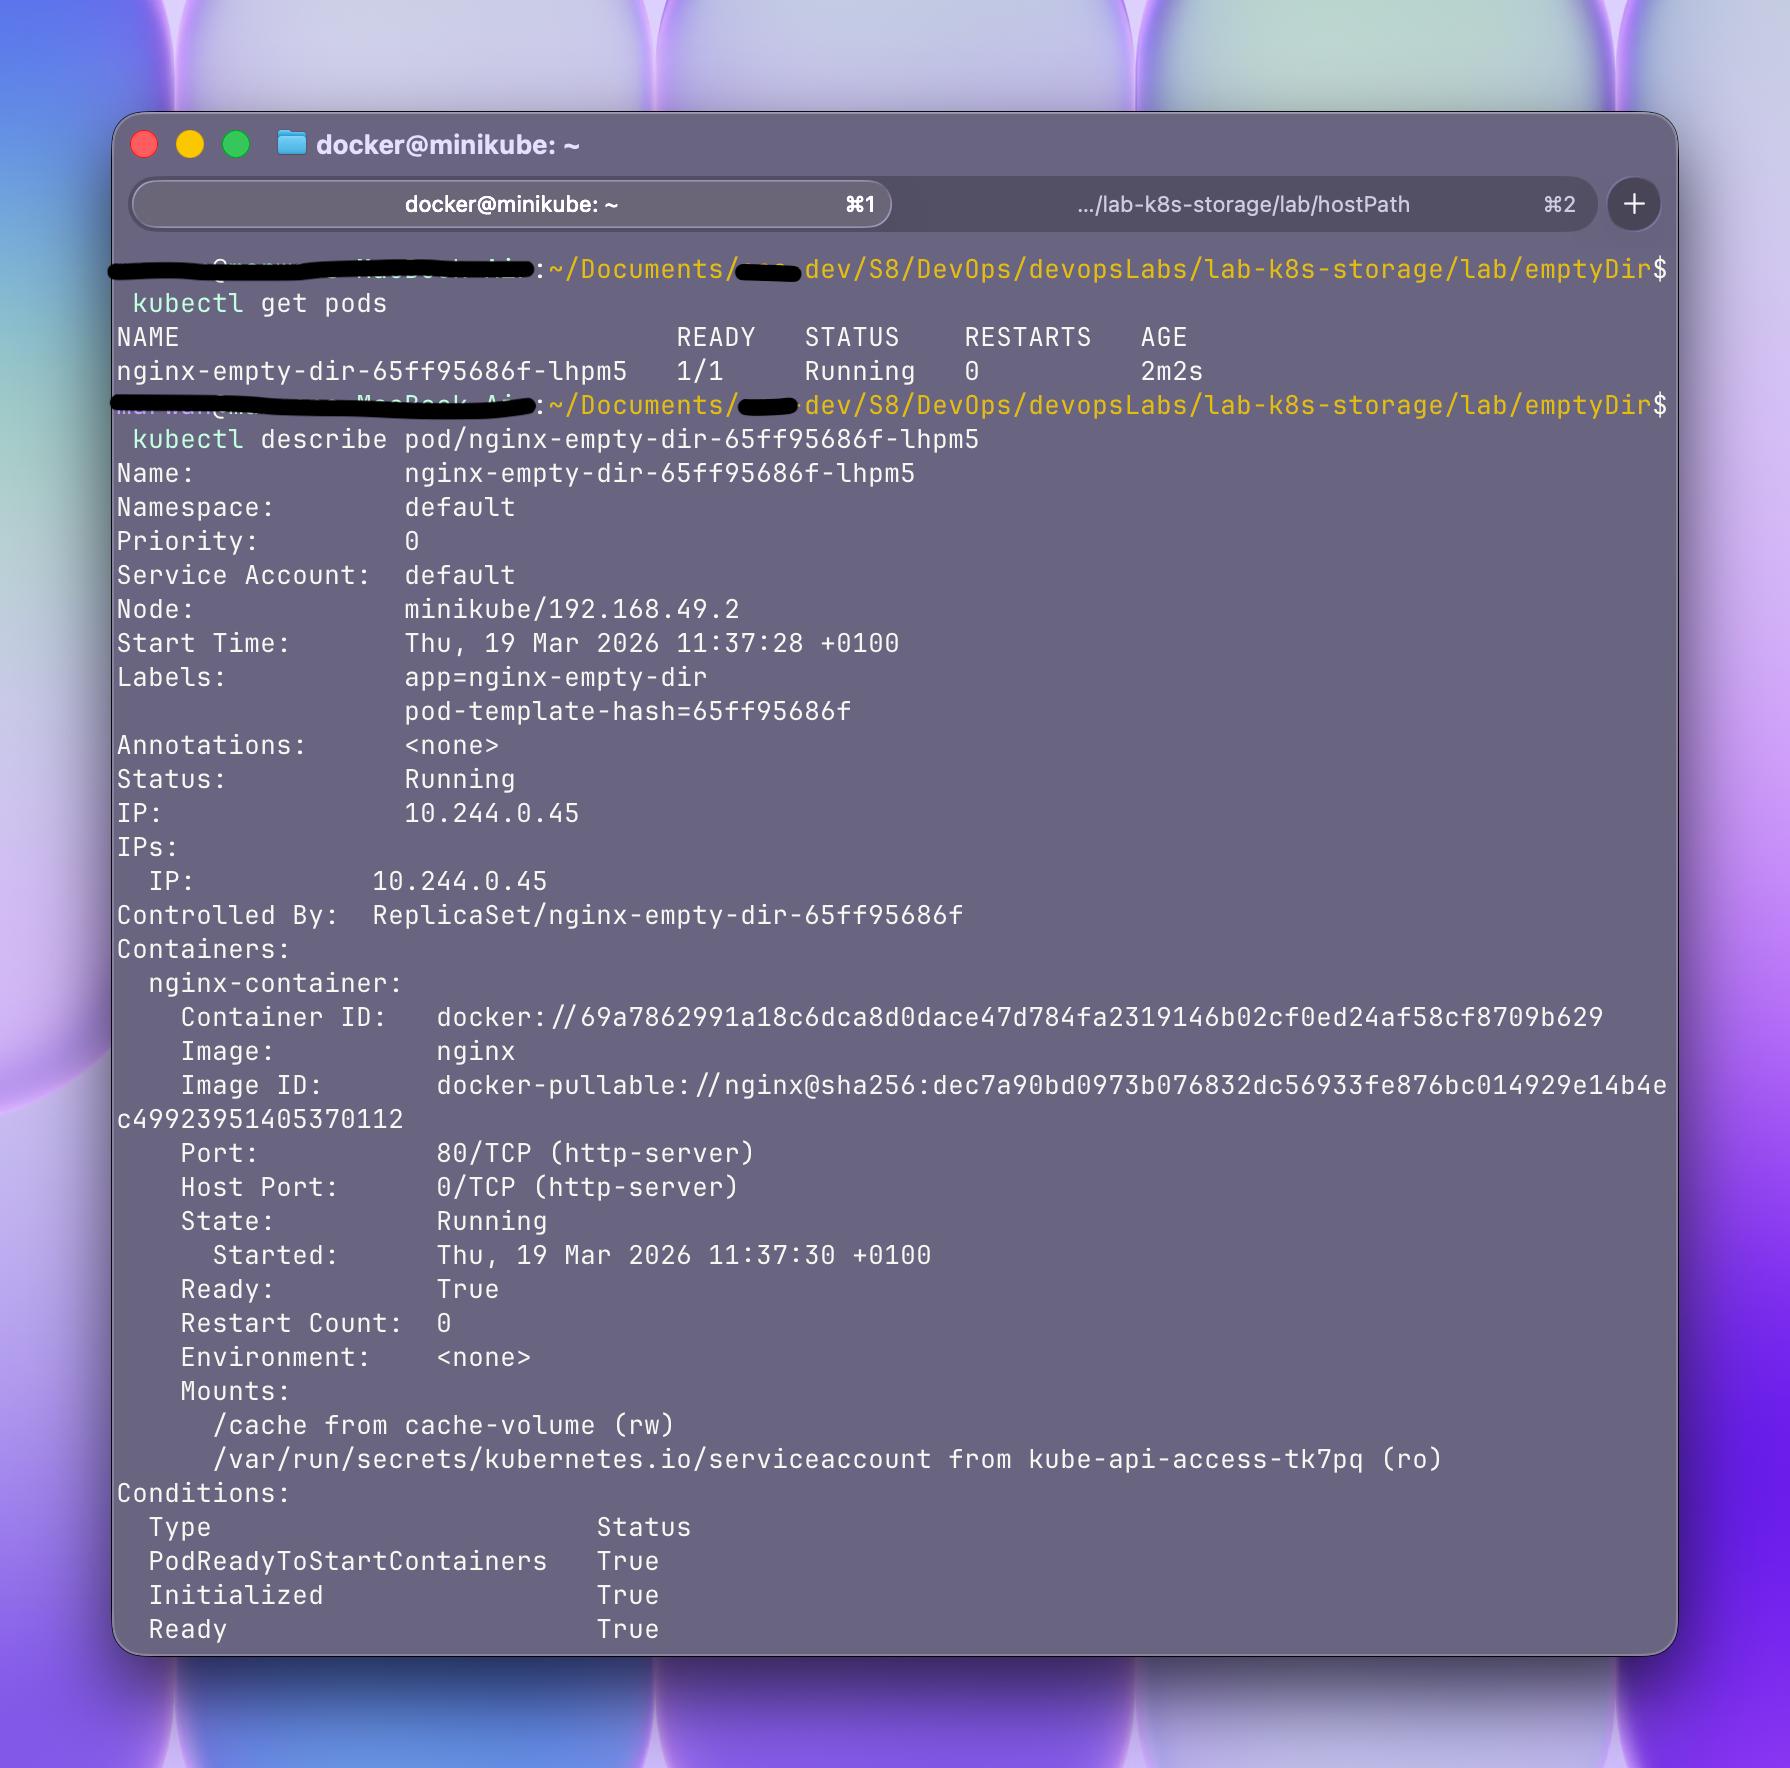 docker@minikube: ~
docker@minikube: ~ ⌘1 .../lab-k8s-storage/lab/hostPath ⌘2 +
:~/Documents/ dev/S8/DevOps/devopsLabs/lab-k8s-storage/lab/emptyDir$
kubectl get pods
NAME READY STATUS RESTARTS AGE
nginx-empty-dir-65ff95686f-lhpm5 1/1 Running 0 2m2s
:~/Documents/ dev/S8/DevOps/devopsLabs/lab-k8s-storage/lab/emptyDir$
kubectl describe pod/nginx-empty-dir-65ff95686f-lhpm5
Name: nginx-empty-dir-65ff95686f-lhpm5
Namespace: default
Priority: 0
Service Account: default
Node: minikube/192.168.49.2
Start Time: Thu, 19 Mar 2026 11:37:28 +0100
Labels: app=nginx-empty-dir
pod-template-hash=65ff95686f
Annotations: <none>
Status: Running
IP: 10.244.0.45
IPs:
IP: 10.244.0.45
Controlled By: ReplicaSet/nginx-empty-dir-65ff95686f
Containers:
nginx-container:
Container ID: docker://69a7862991a18c6dca8d0dace47d784fa2319146b02cf0ed24af58cf8709b629
Image: nginx
Image ID: docker-pullable://nginx@sha256:dec7a90bd0973b076832dc56933fe876bc014929e14b4e
c49923951405370112
Port: 80/TCP (http-server)
Host Port: 0/TCP (http-server)
State: Running
Started: Thu, 19 Mar 2026 11:37:30 +0100
Ready: True
Restart Count: 0
Environment: <none>
Mounts:
/cache from cache-volume (rw)
/var/run/secrets/kubernetes.io/serviceaccount from kube-api-access-tk7pq (ro)
Conditions:
Type Status
PodReadyToStartContainers True
Initialized True
Ready True